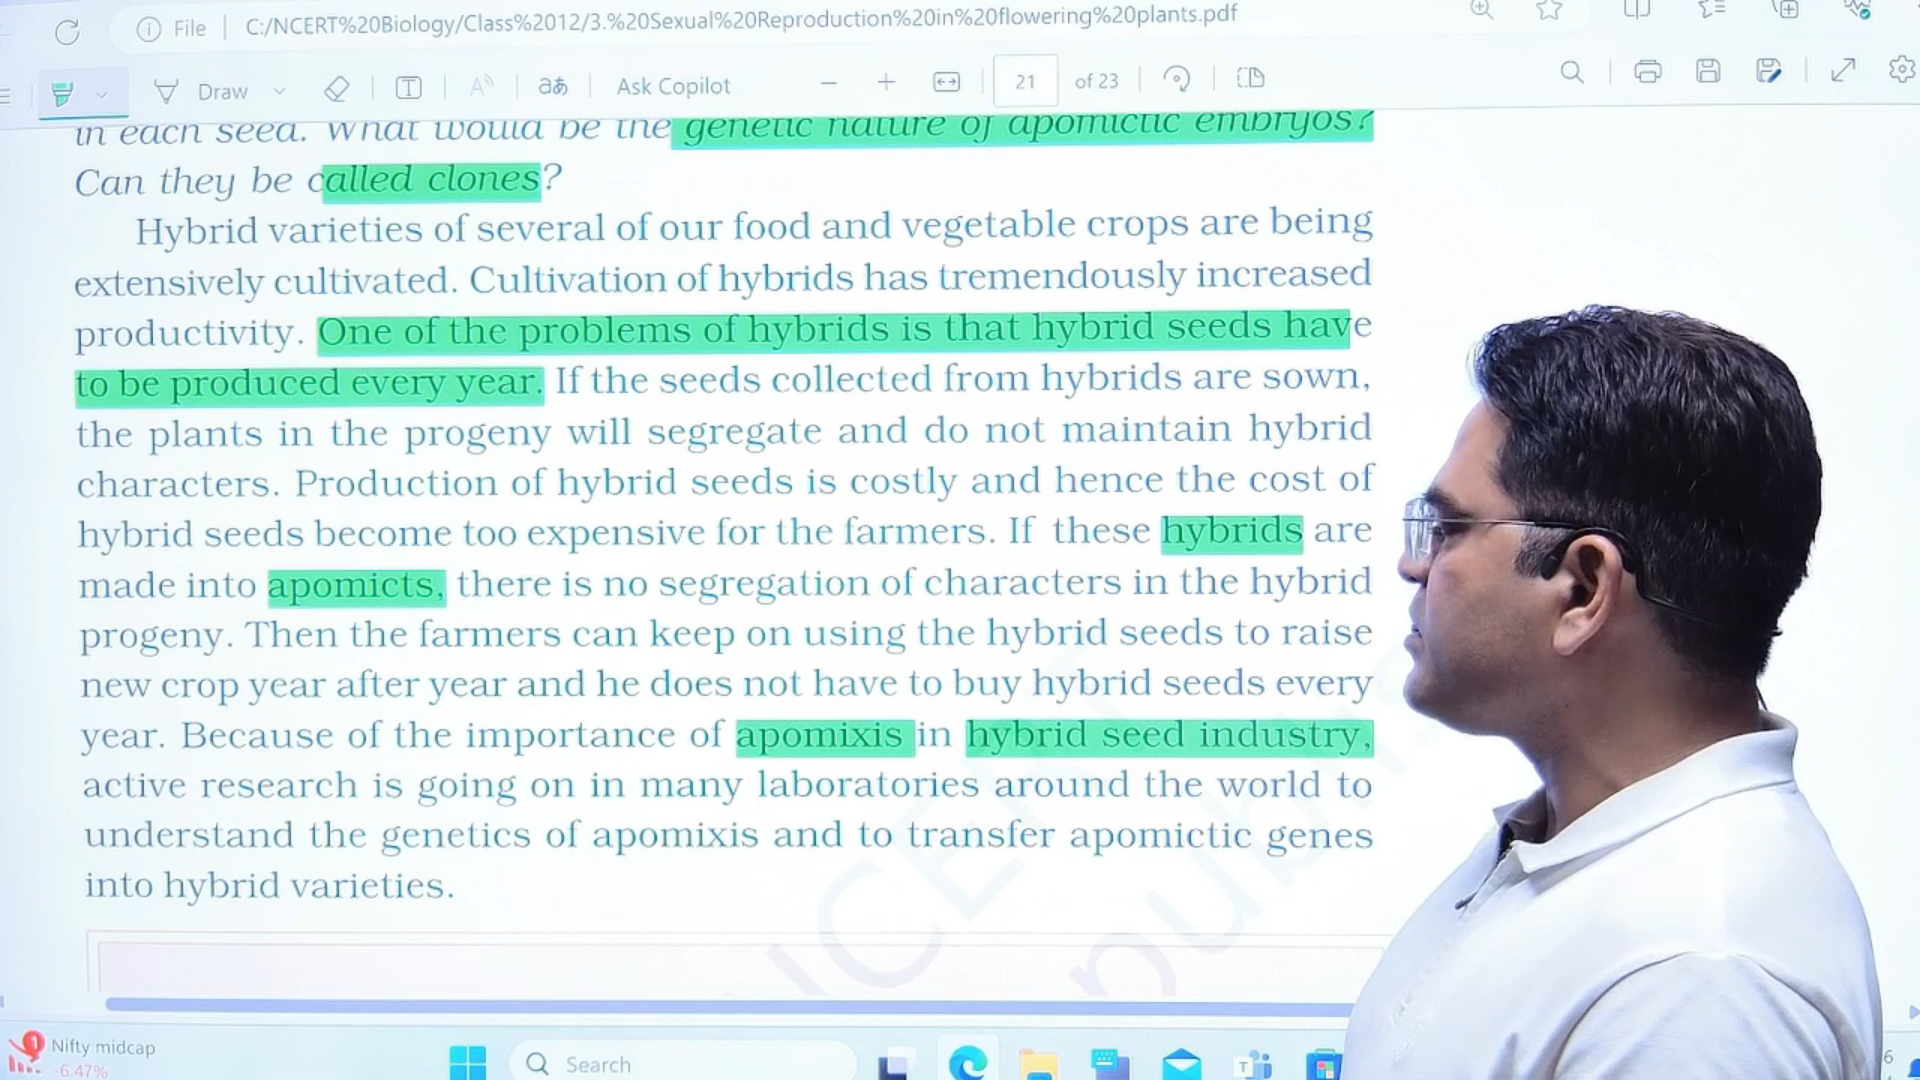 File | C:/NCERT%20Biology/Class%2012/3.%20Sexual%20Reproduction%20in%20flowering%20plants.pdf
Draw T A aあ Ask Copilot 21 of 23
in each seed. What would be the genetic nature of apomictic embryos?
Can they be called clones?
Hybrid varieties of several of our food and vegetable crops are being
extensively cultivated. Cultivation of hybrids has tremendously increased
productivity. One of the problems of hybrids is that hybrid seeds have
to be produced every year. If the seeds collected from hybrids are sown,
the plants in the progeny will segregate and do not maintain hybrid
characters. Production of hybrid seeds is costly and hence the cost of
hybrid seeds become too expensive for the farmers. If these hybrids are
made into apomicts, there is no segregation of characters in the hybrid
progeny. Then the farmers can keep on using the hybrid seeds to raise
new crop year after year and he does not have to buy hybrid seeds every
year. Because of the importance of apomixis in hybrid seed industry,
active research is going on in many laboratories around the world to
understand the genetics of apomixis and to transfer apomictic genes
into hybrid varieties.
Nifty midcap
-6.47%
Search